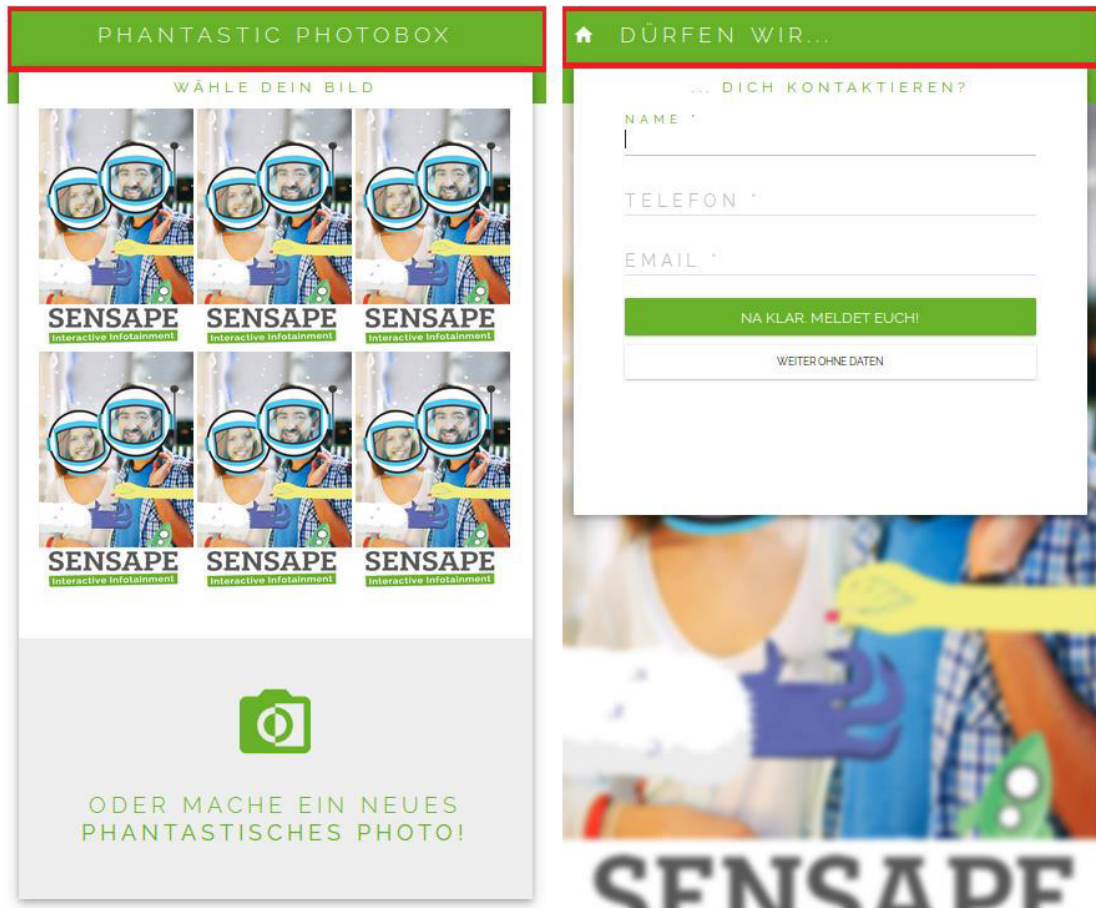 PHANTASTIC PHOTOBOX
WÄHLE DEIN BILD
SENSAPE SENSAPE SENSAPE
Interactive Infotainment Interactive Infotainment Interactive Infotainment
SENSAPE SENSAPE SENSAPE
Interactive Infotainment Interactive Infotainment Interactive Infotainment
ODER MACHE EIN NEUES
PHANTASTISCHES PHOTO!
DÜRFEN WIR...
... DICH KONTAKTIEREN?
NAME *
TELEFON *
EMAIL *
NA KLAR. MELDET EUCH!
WEITER OHNE DATEN
SENSAPE